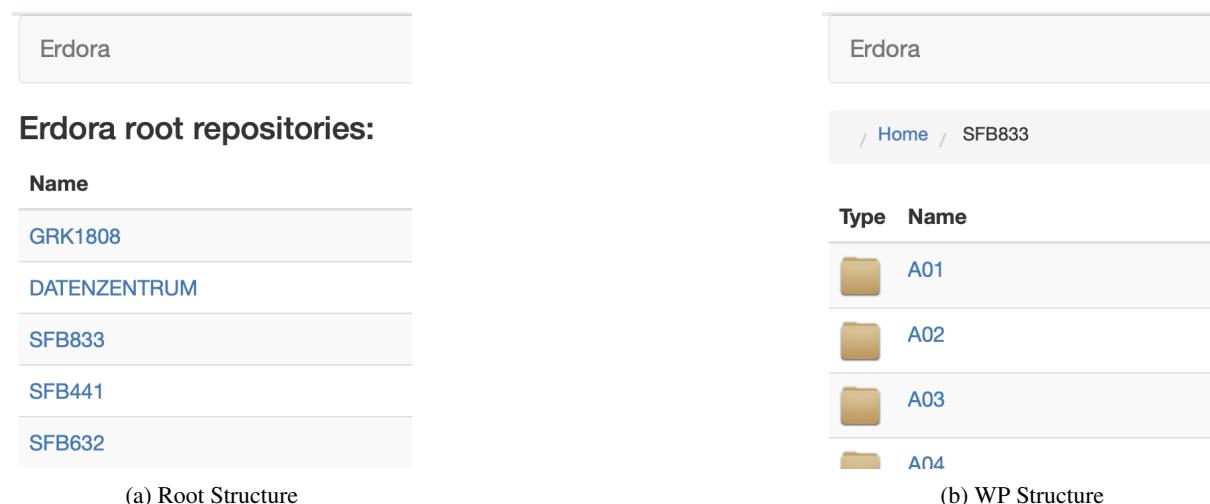 Erdora
Erdora root repositories:
Name
GRK1808
DATENZENTRUM
SFB833
SFB441
SFB632
(a) Root Structure
Erdora
/ Home / SFB833
Type Name
A01
A02
A03
A04
(b) WP Structure